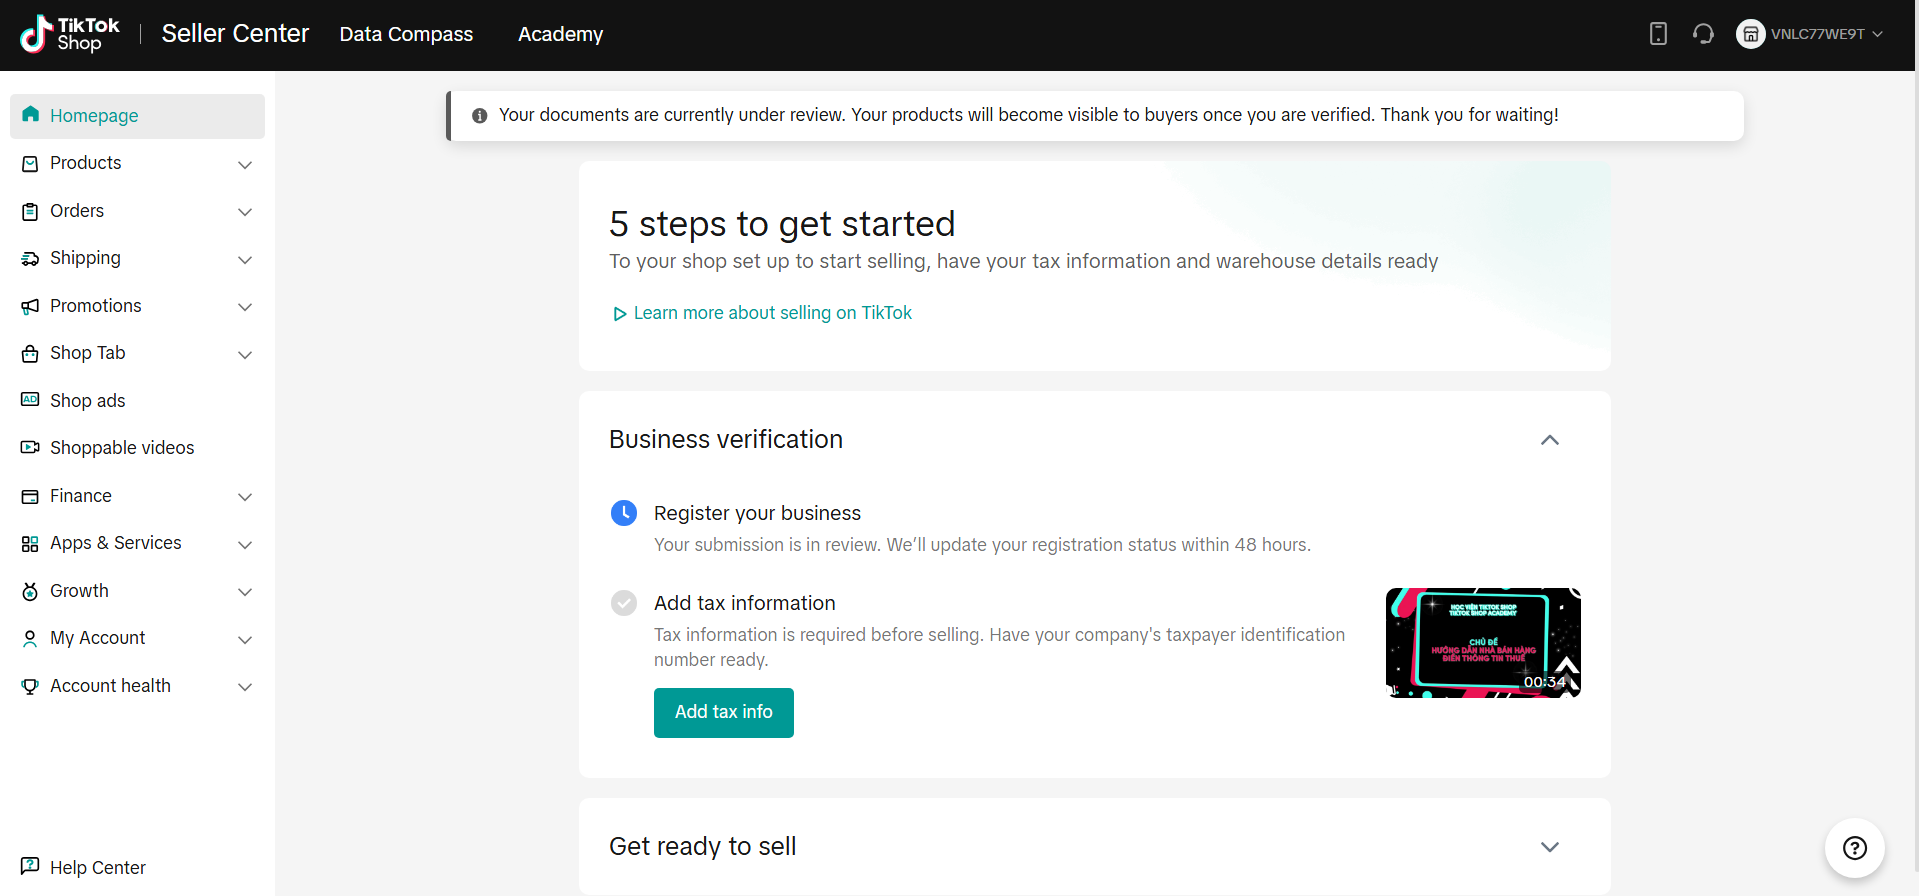 TikTok
Shop
Seller Center
Data Compass
Academy
VNLC77WE9T
Homepage
Products
Orders
Shipping
Promotions
Shop Tab
AD
Shop ads
Shoppable videos
Finance
Apps & Services
Growth
My Account
Account health
Help Center
Your documents are currently under review. Your products will become visible to buyers once you are verified. Thank you for waiting!
5 steps to get started
To your shop set up to start selling, have your tax information and warehouse details ready
Learn more about selling on TikTok
Business verification
Register your business
Your submission is in review. We’ll update your registration status within 48 hours.
Add tax information
Tax information is required before selling. Have your company's taxpayer identification
number ready.
Add tax info
HỌC VIỆN TIKTOK SHOP
TIKTOK SHOP ACADEMY
CHỦ ĐỀ
HƯỚNG DẪN NHÀ BÁN HÀNG
ĐIỀN THÔNG TIN THUẾ
00:34
Get ready to sell